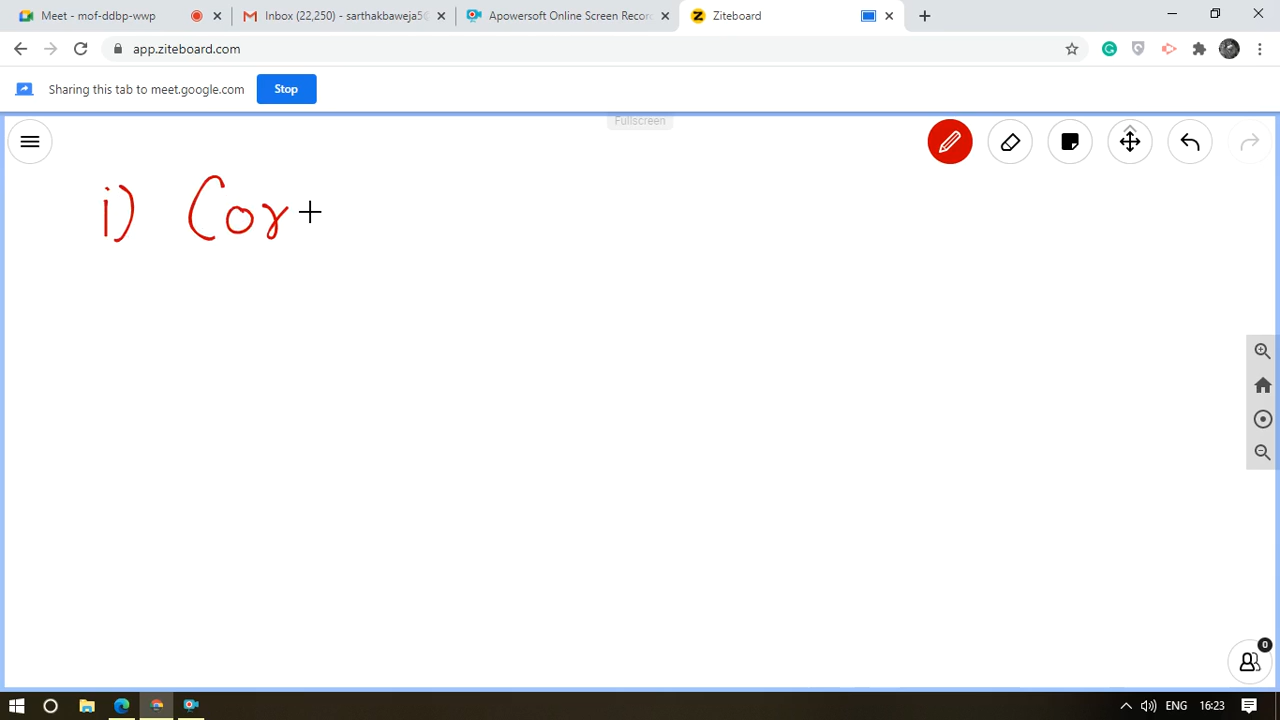 Meet - mof-ddbp-wwp
Inbox (22,250) - sarthakbaweja5
Apowersoft Online Screen Recor
Ziteboard
app.ziteboard.com
Sharing this tab to meet.google.com
Stop
Fullscreen
i) Cor
0
ENG
16:23